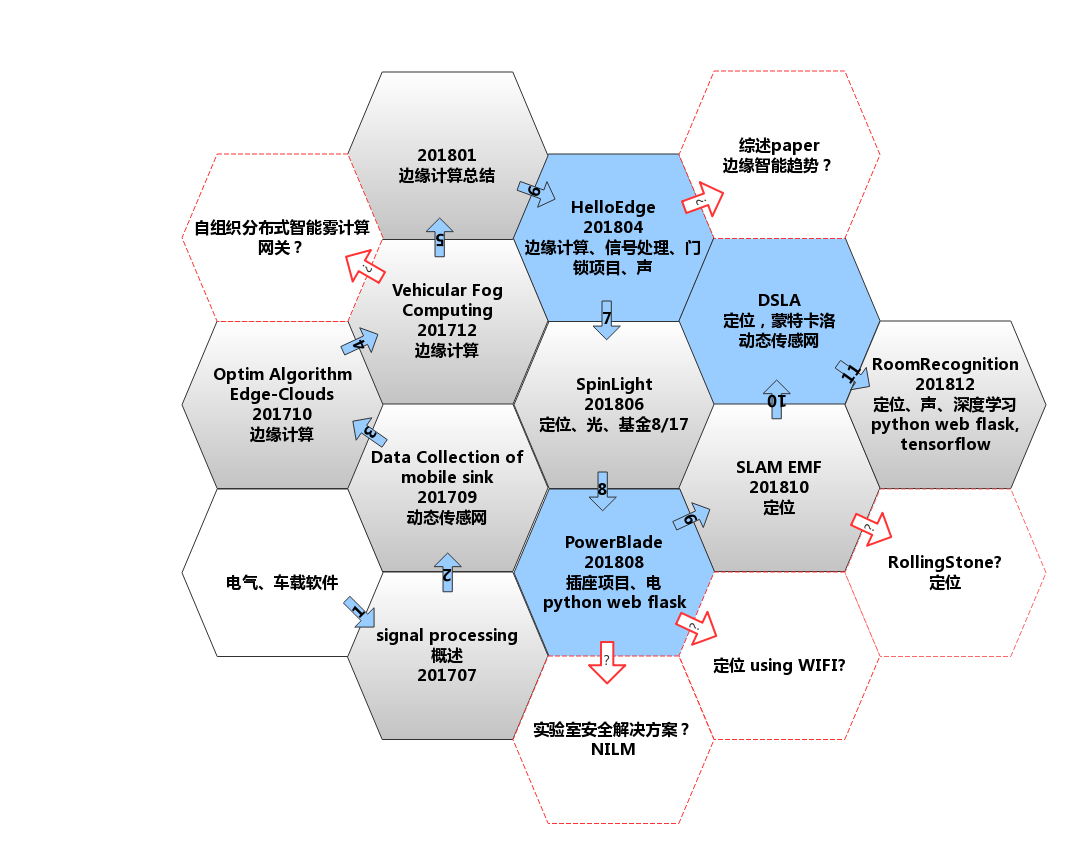 201801
边缘计算总结
综述paper
边缘智能趋势？
自组织分布式智能雾计算
网关？
6
HelloEdge
201804
边缘计算、信号处理、门
锁项目、声
?
5
?
Vehicular Fog
Computing
201712
边缘计算
DSLA
定位，蒙特卡洛
动态传感网
7
4
11
Optim Algorithm
Edge-Clouds
201710
边缘计算
SpinLight
201806
定位、光、基金8/17
RoomRecognition
201812
定位、声、深度学习
python web flask,
tensorflow
10
3
Data Collection of
mobile sink
201709
动态传感网
SLAM EMF
201810
定位
8
9
?
电气、车载软件
PowerBlade
201808
插座项目、电
python web flask
RollingStone?
定位
2
1
signal processing
概述
201707
?
?
定位 using WIFI?
实验室安全解决方案？
NILM